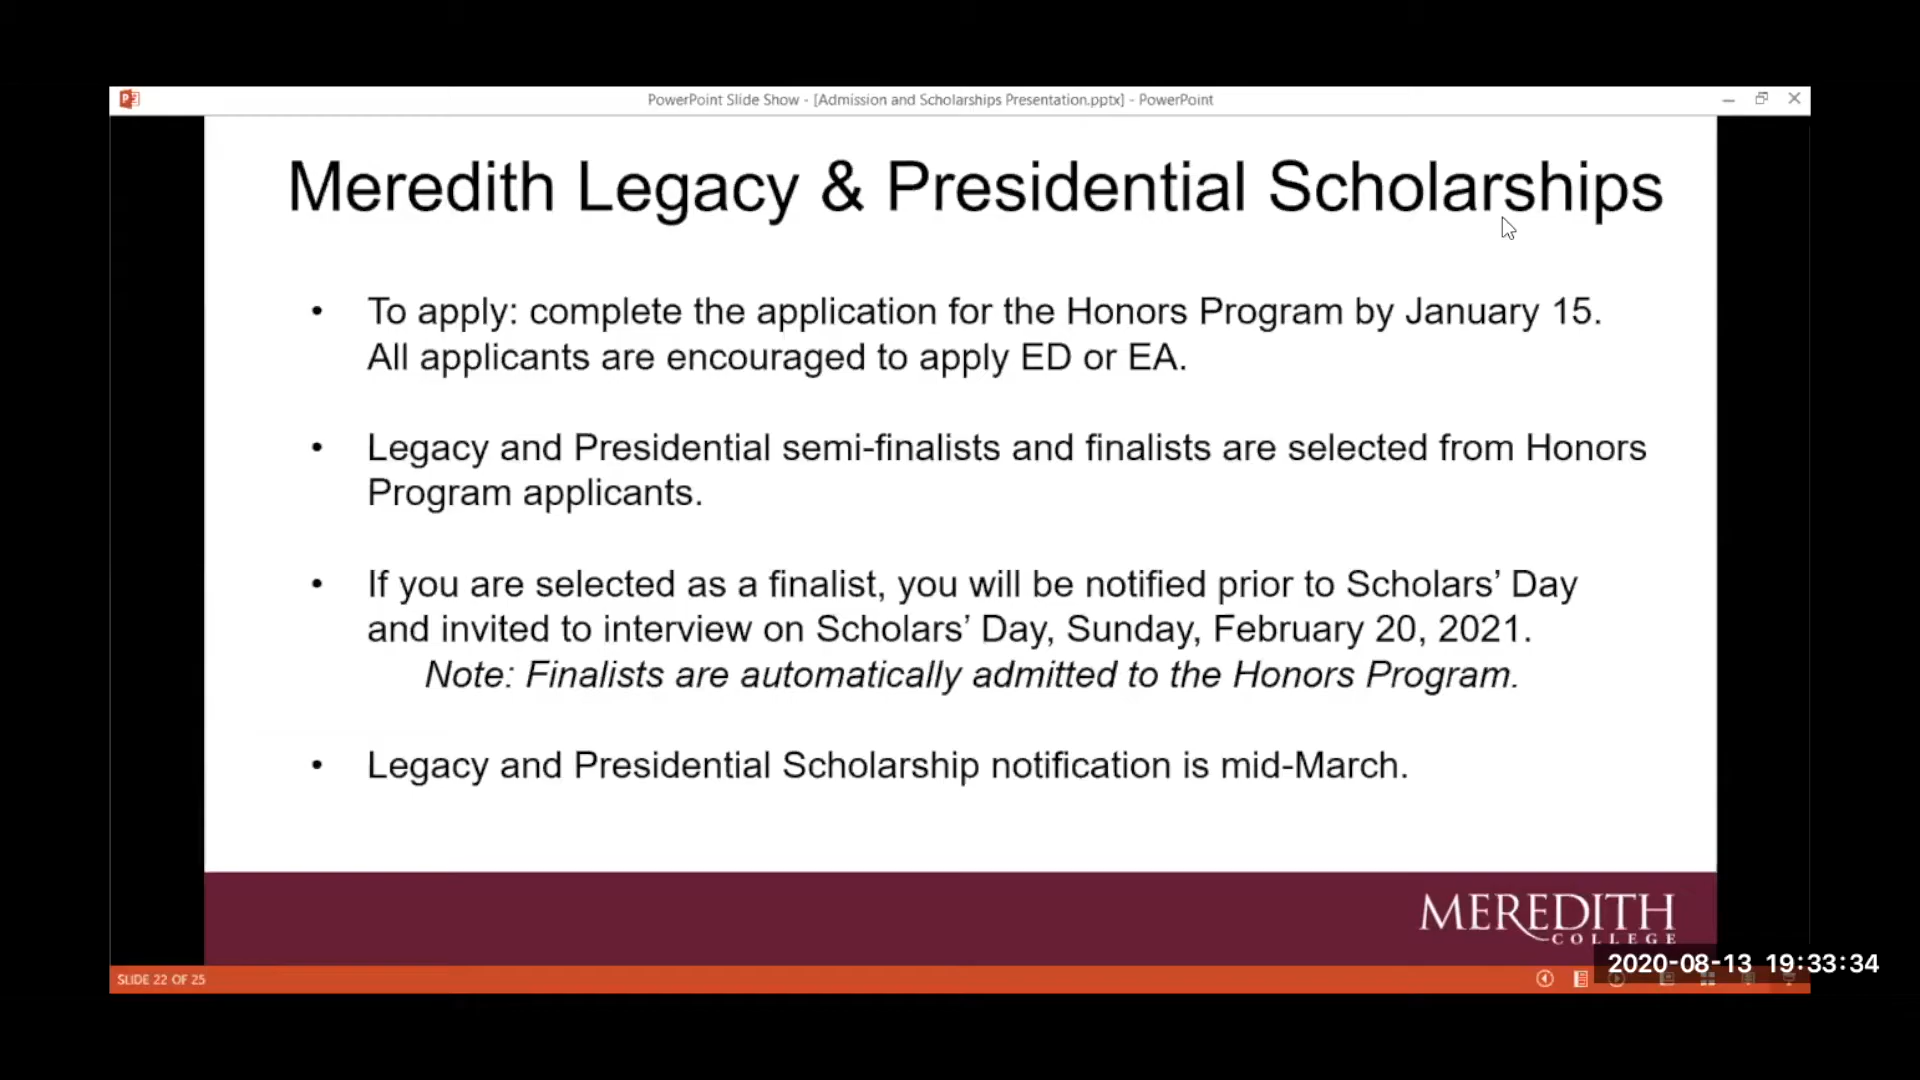 PowerPoint Slide Show - [Admission and Scholarships Presentation.pptx] - PowerPoint
Meredith Legacy & Presidential Scholarships
• To apply: complete the application for the Honors Program by January 15.
All applicants are encouraged to apply ED or EA.
• Legacy and Presidential semi-finalists and finalists are selected from Honors
Program applicants.
• If you are selected as a finalist, you will be notified prior to Scholars’ Day
and invited to interview on Scholars’ Day, Sunday, February 20, 2021.
Note: Finalists are automatically admitted to the Honors Program.
• Legacy and Presidential Scholarship notification is mid-March.
MEREDITH
COLLEGE
2020-08-13 19:33:34
SLIDE 22 OF 25